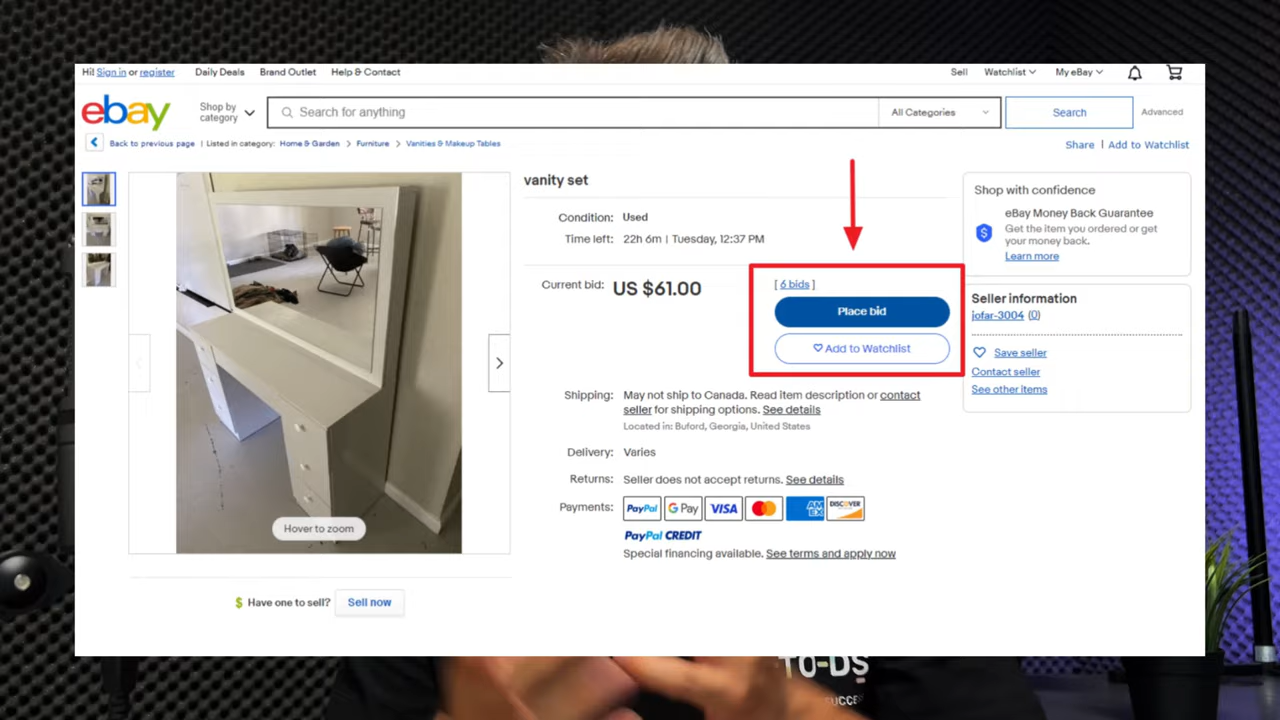 Hi! Sign in or register
Daily Deals
Brand Outlet
Help & Contact
Sell
Watchlist
My eBay
ebay
Shop by
category
Search for anything
All Categories
Search
Advanced
Back to previous page | Listed in category: Home & Garden > Furniture > Vanities & Makeup Tables
Share | Add to Watchlist
vanity set
Condition: Used
Time left: 22h 6m | Tuesday, 12:37 PM
Current bid: US $61.00
[ 6 bids ]
Place bid
Add to Watchlist
Shipping: May not ship to Canada. Read item description or contact
seller for shipping options. See details
Located in: Buford, Georgia, United States
Delivery: Varies
Returns: Seller does not accept returns. See details
Payments: PayPal G Pay VISA AM EX DISCOVER
PayPal CREDIT
Special financing available. See terms and apply now
Shop with confidence
eBay Money Back Guarantee
Get the item you ordered or get
your money back.
Learn more
Seller information
jofar-3004 (0)
Save seller
Contact seller
See other items
Hover to zoom
$ Have one to sell? Sell now
TO-DS